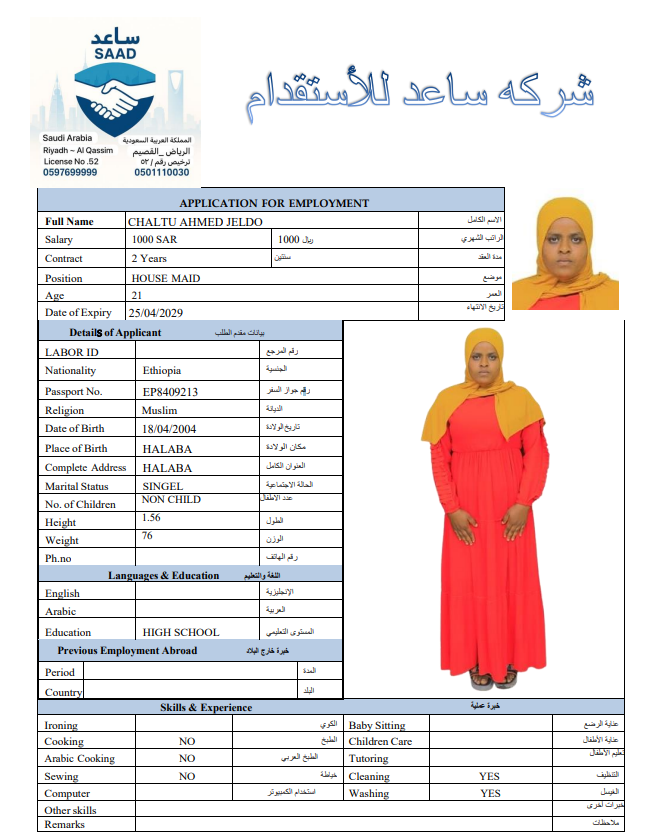 ساعد
SAAD
Saudi Arabia المملكة العربية السعودية
Riyadh ~ Al Qassim الرياض _القصيم
License No .52 ترخيص رقم / ٥٢
0597699999 0501110030
شركه ساعد للأستقدام
APPLICATION FOR EMPLOYMENT
Full Name CHALTU AHMED JELDO الاسم الكامل
Salary 1000 SAR 1000 ريال الراتب الشهري
Contract 2 Years سنتين مدة العقد
Position HOUSE MAID موضع
Age 21 العمر
Date of Expiry 25/04/2029 تاريخ الانتهاء
Details of Applicant بيانات مقدم الطلب
LABOR ID رقم المرجع
Nationality Ethiopia الجنسية
Passport No. EP8409213 رقم جواز السفر
Religion Muslim الديانة
Date of Birth 18/04/2004 تاريخ الولادة
Place of Birth HALABA مكان الولادة
Complete Address HALABA العنوان الكامل
Marital Status SINGEL الحالة الاجتماعية
No. of Children NON CHILD عدد الاطفال
Height 1.56 الطول
Weight 76 الوزن
Ph.no رقم الهاتف
Languages & Education اللغة والتعليم
English الإنجليزية
Arabic العربية
Education HIGH SCHOOL المستوى التعليمي
Previous Employment Abroad خبرة خارج البلاد
Period المدة
Country البلد
Skills & Experience خبرة عملية
Ironing الكوي Baby Sitting عناية الرضع
Cooking NO الطبخ Children Care عناية الأطفال
Arabic Cooking NO الطبخ العربي Tutoring تعليم الأطفال
Sewing NO خياطة Cleaning YES التنظيف
Computer استخدام الكمبيوتر Washing YES الغيسل
Other skills خبرات أخرى
Remarks ملاحظات